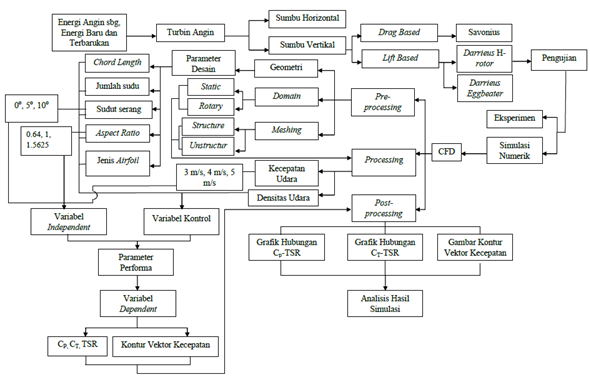 Energi Angin sbg,
Energi Baru dan
Terbarukan
Turbin Angin
Sumbu Horizontal
Sumbu Vertikal
Drag Based
Savonius
Lift Based
Darrieus H-
rotor
Pengujian
Darrieus
Eggbeater
Chord Length
Parameter
Desain
Geometri
Jumlah sudu
Static
Domain
Pre-
processing
0⁰, 5⁰, 10⁰
Sudut serang
Rotary
Eksperimen
0.64, 1,
1.5625
Aspect Ratio
Structure
Meshing
Unstructur
Simulasi
Numerik
CFD
Jenis Airfoil
Processing
3 m/s, 4 m/s, 5
m/s
Kecepatan
Udara
Densitas Udara
Variabel
Independent
Variabel Kontrol
Post-
processing
Parameter
Performa
Grafik Hubungan
Cp-TSR
Grafik Hubungan
CT-TSR
Gambar Kontur
Vektor Kecepatan
Variabel
Dependent
Analisis Hasil
Simulasi
CP, CT, TSR
Kontur Vektor Kecepatan